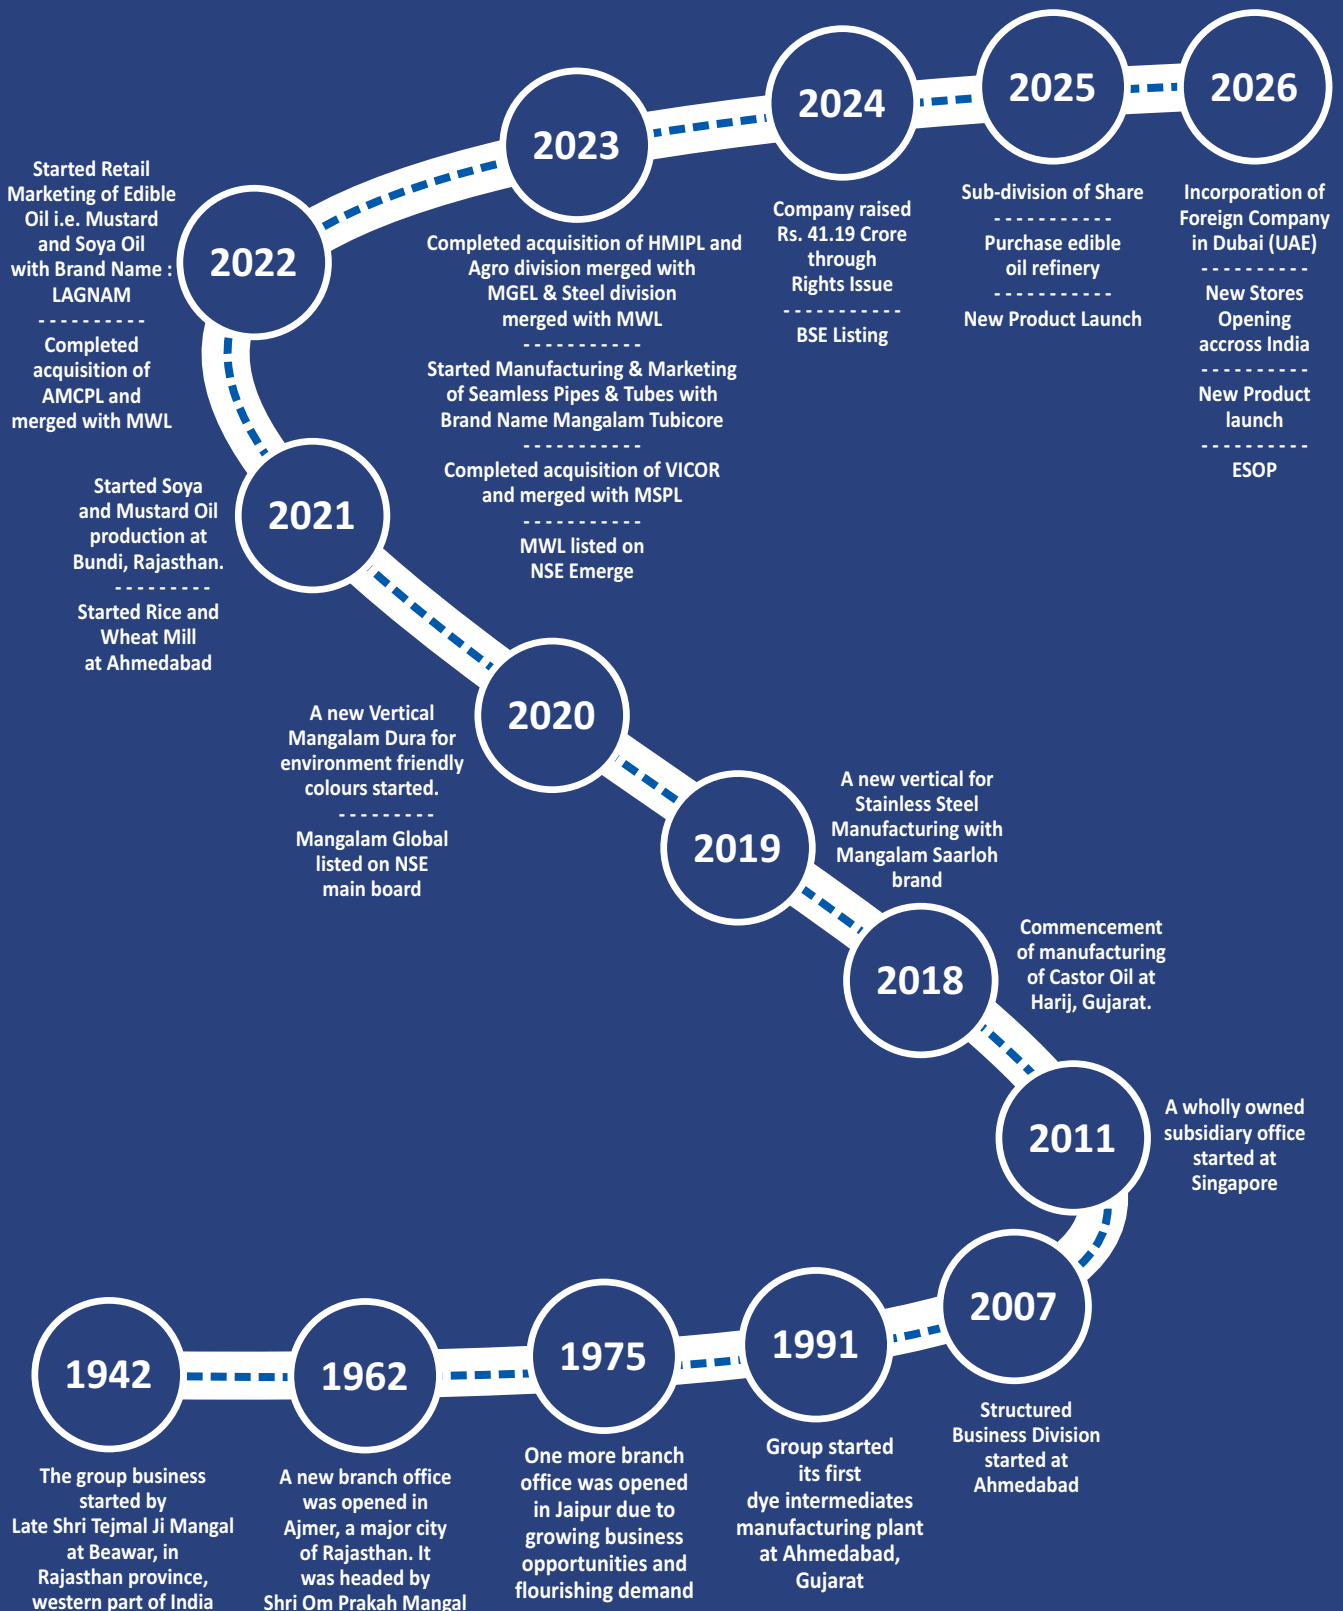 2022
Started Retail
Marketing of Edible
Oil i.e. Mustard
and Soya Oil
with Brand Name :
LAGNAM
Completed
acquisition of
AMCPL and
merged with MWL
2023
Completed acquisition of HMIPL and
Agro division merged with
MGEL & Steel division
merged with MWL
Started Manufacturing & Marketing
of Seamless Pipes & Tubes with
Brand Name Mangalam Tubicore
Completed acquisition of VICOR
and merged with MSPL
MWL listed on
NSE Emerge
2024
Company raised
Rs. 41.19 Crore
through
Rights Issue
BSE Listing
2025
Sub-division of Share
Purchase edible
oil refinery
New Product Launch
2026
Incorporation of
Foreign Company
in Dubai (UAE)
New Stores
Opening
accross India
New Product
launch
ESOP
2021
Started Soya
and Mustard Oil
production at
Bundi, Rajasthan.
Started Rice and
Wheat Mill
at Ahmedabad
2020
A new Vertical
Mangalam Dura for
environment friendly
colours started.
Mangalam Global
listed on NSE
main board
2019
A new vertical for
Stainless Steel
Manufacturing with
Mangalam Saarloh
brand
2018
Commencement
of manufacturing
of Castor Oil at
Harij, Gujarat.
2011
A wholly owned
subsidiary office
started at
Singapore
1942
The group business
started by
Late Shri Tejmal Ji Mangal
at Beawar, in
Rajasthan province,
western part of India
1962
A new branch office
was opened in
Ajmer, a major city
of Rajasthan. It
was headed by
Shri Om Prakah Mangal
1975
One more branch
office was opened
in Jaipur due to
growing business
opportunities and
flourishing demand
1991
Group started
its first
dye intermediates
manufacturing plant
at Ahmedabad,
Gujarat
2007
Structured
Business Division
started at
Ahmedabad